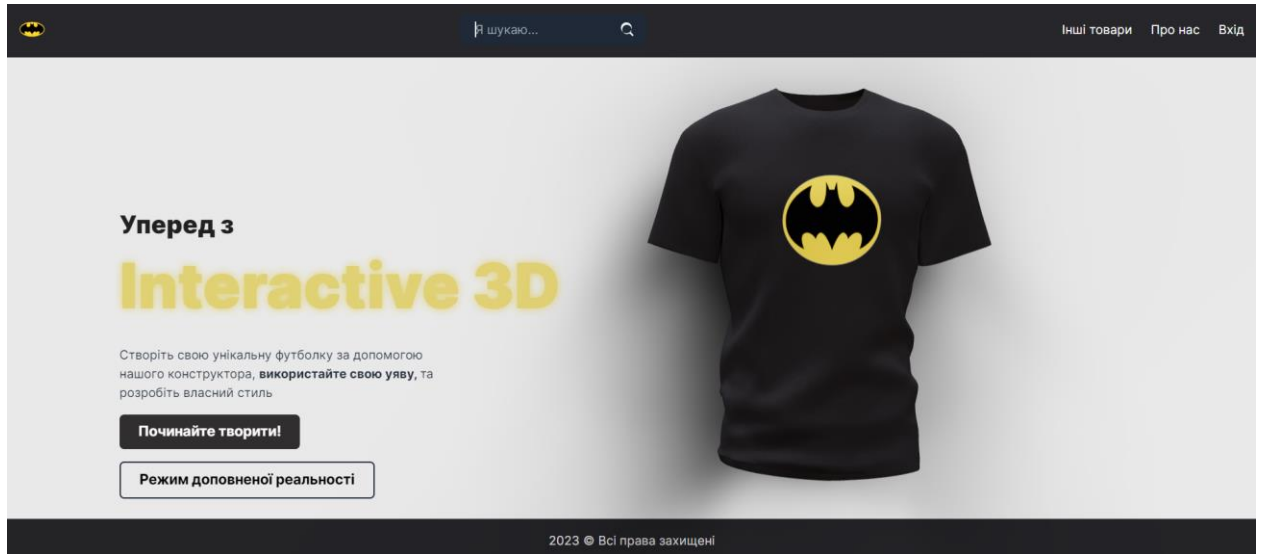 Я шукаю...
Інші товари Про нас Вхід
Уперед з
Interactive 3D
Створіть свою унікальну футболку за допомогою
нашого конструктора, використайте свою уяву, та
розробіть власний стиль
Починайте творити!
Режим доповненої реальності
2023 © Всі права захищені